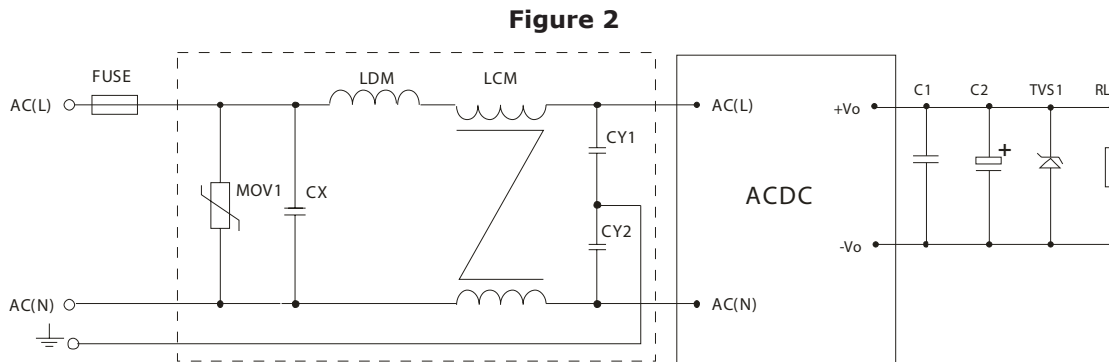 Figure 2
FUSE
LDM
LCM
C1
C2
TVS1
RL
AC(L)
AC(L)
+Vo
CY1
+
MOV1
CX
ACDC
CY2
-Vo
AC(N)
AC(N)